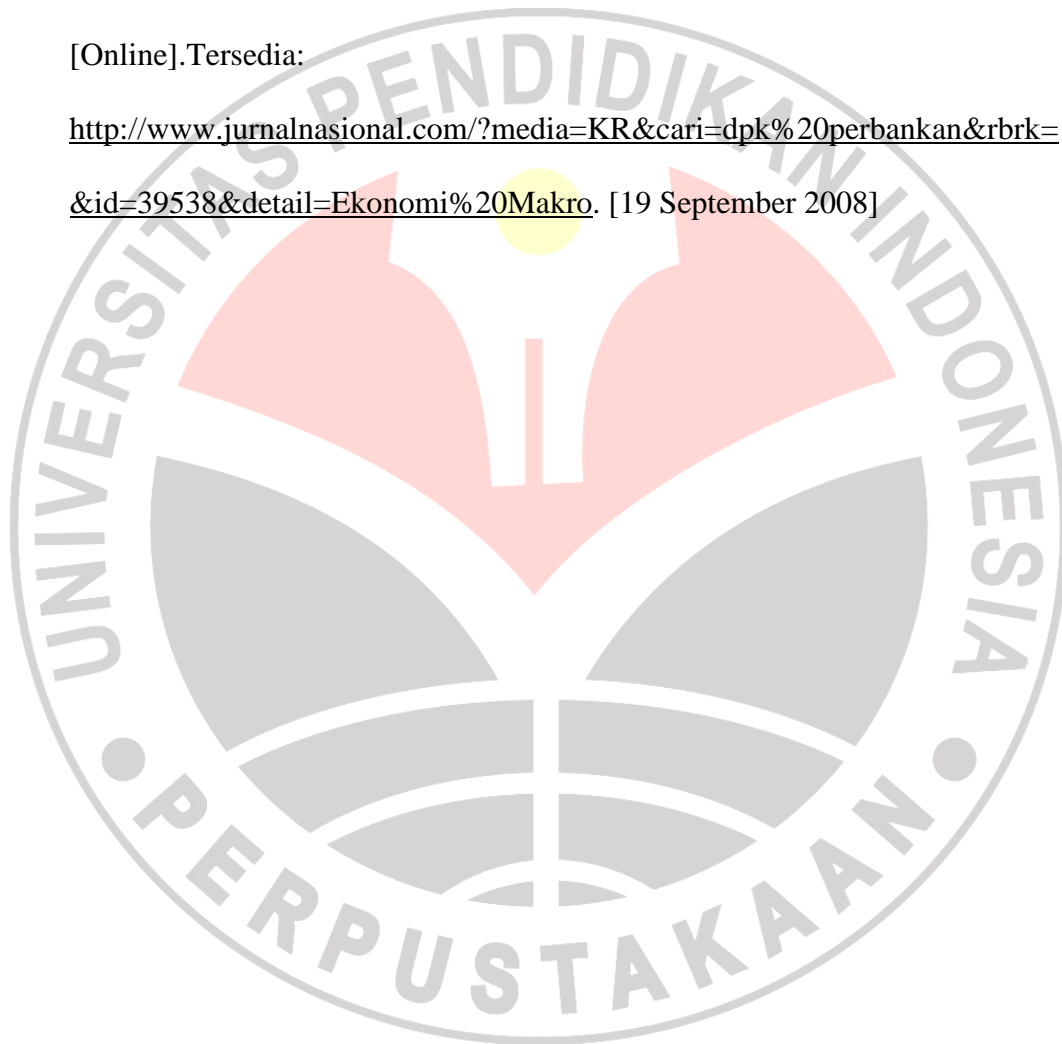 [Online].Tersedia:
http://www.jurnalnasional.com/?media=KR&cari=dpk%20perbankan&rbrk=
&id=39538&detail=Ekonomi%20Makro. [19 September 2008]
UNIVERSITAS PENDIDIKAN INDONESIA
PERPUSTAKAAN